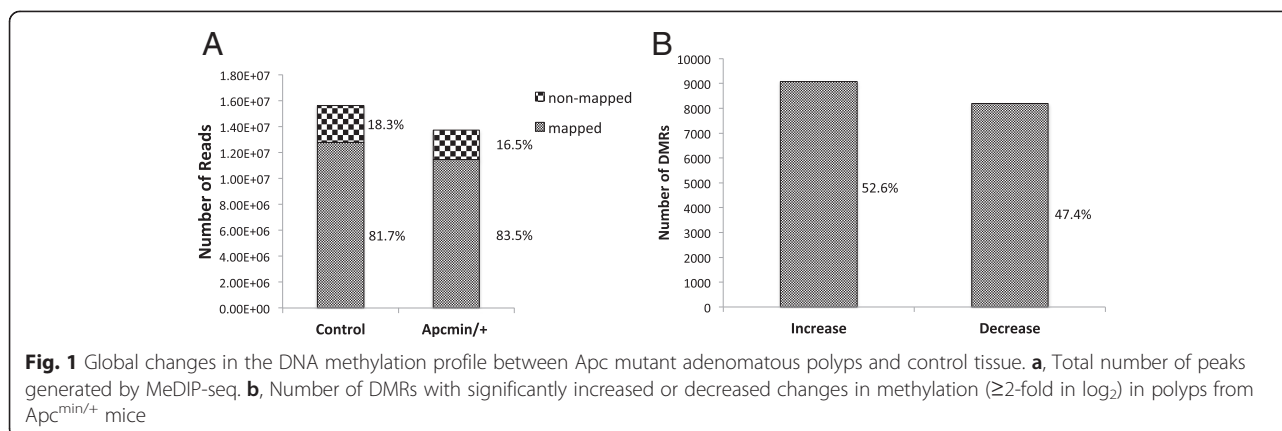 A
1.80E+07
1.60E+07
1.40E+07
1.20E+07
1.00E+07
8.00E+06
6.00E+06
4.00E+06
2.00E+06
0.00E+00
Number of Reads
18.3%
81.7%
16.5%
83.5%
Control
Apcmin/+
non-mapped
mapped
B
10000
9000
8000
7000
6000
5000
4000
3000
2000
1000
0
Number of DMRs
52.6%
47.4%
Increase
Decrease
Fig. 1 Global changes in the DNA methylation profile between Apc mutant adenomatous polyps and control tissue. a, Total number of peaks
generated by MeDIP-seq. b, Number of DMRs with significantly increased or decreased changes in methylation (≥2-fold in log₂) in polyps from
Apc^min/+ mice